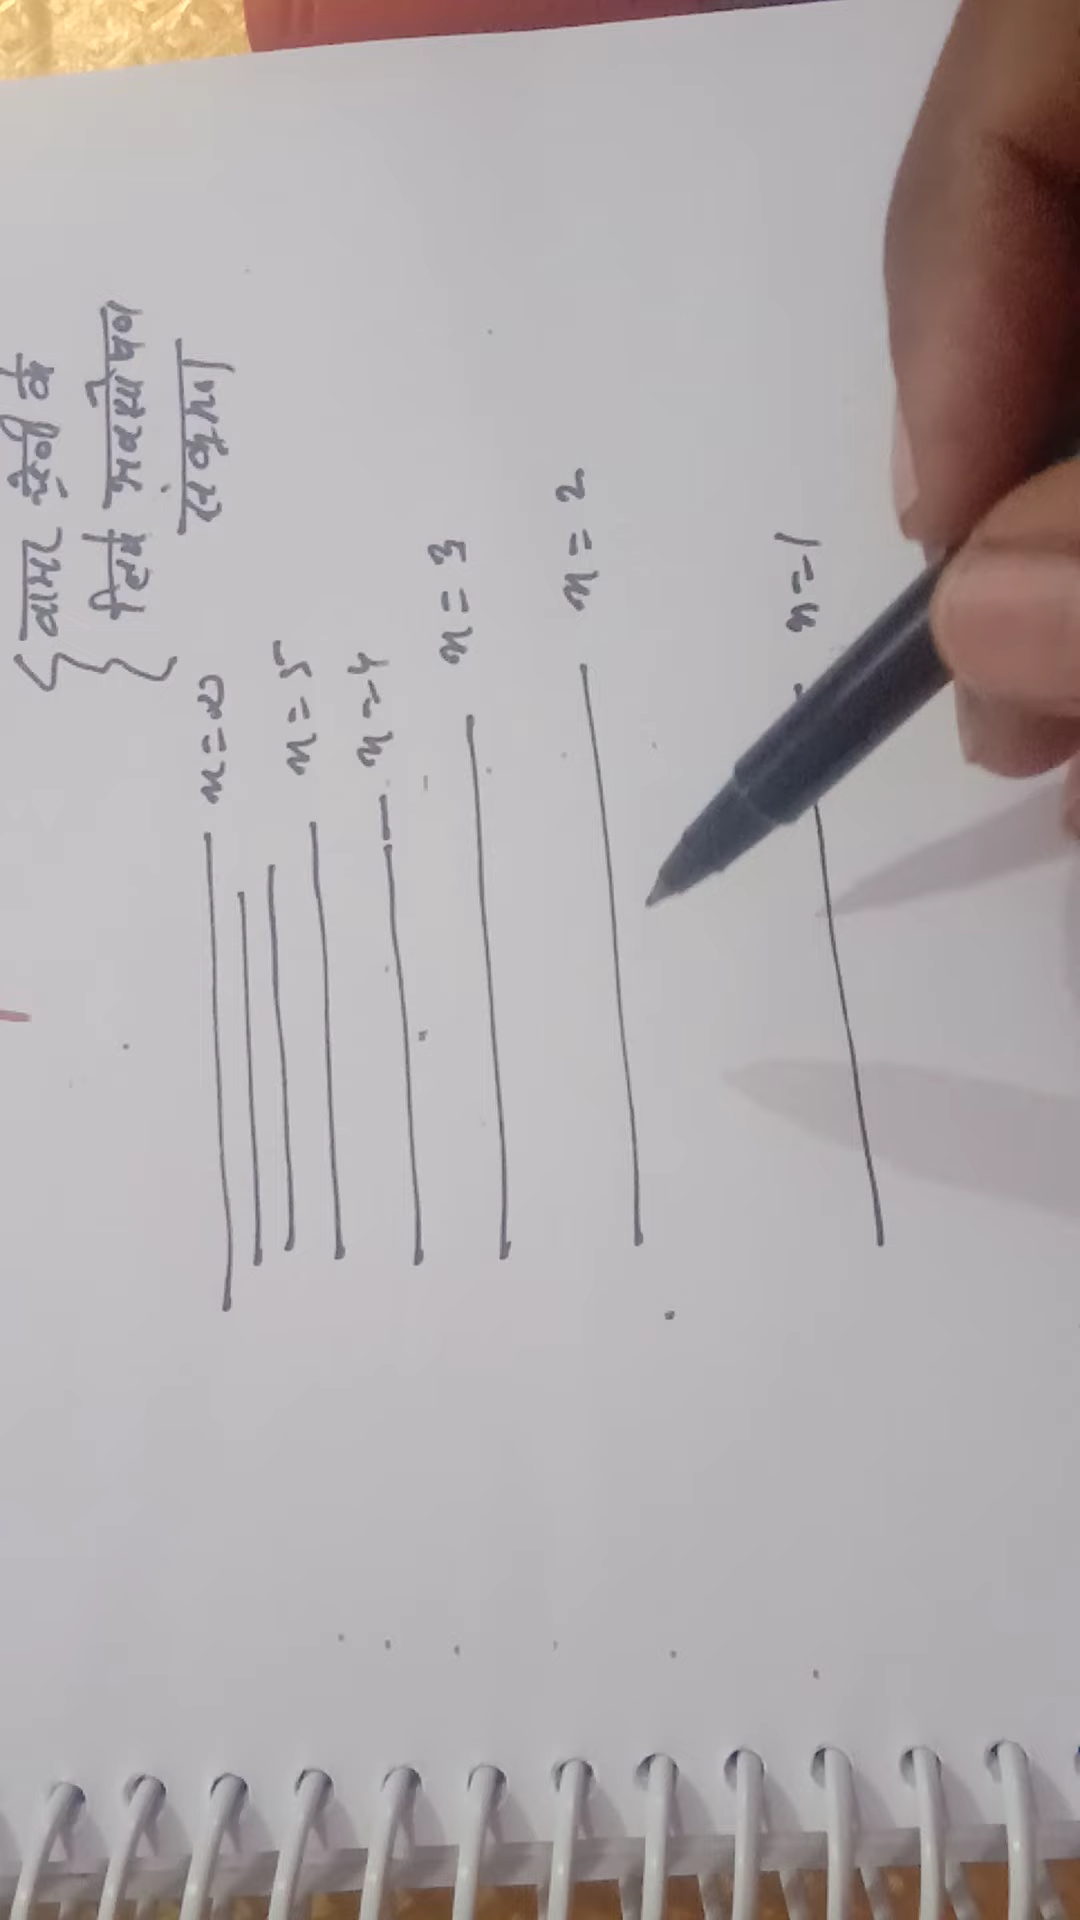 वामर श्रेणी के
लिये अवशोषण
संक्रमण
n = ∞
n = 5
n = 4
n = 3
n = 2
n = 1